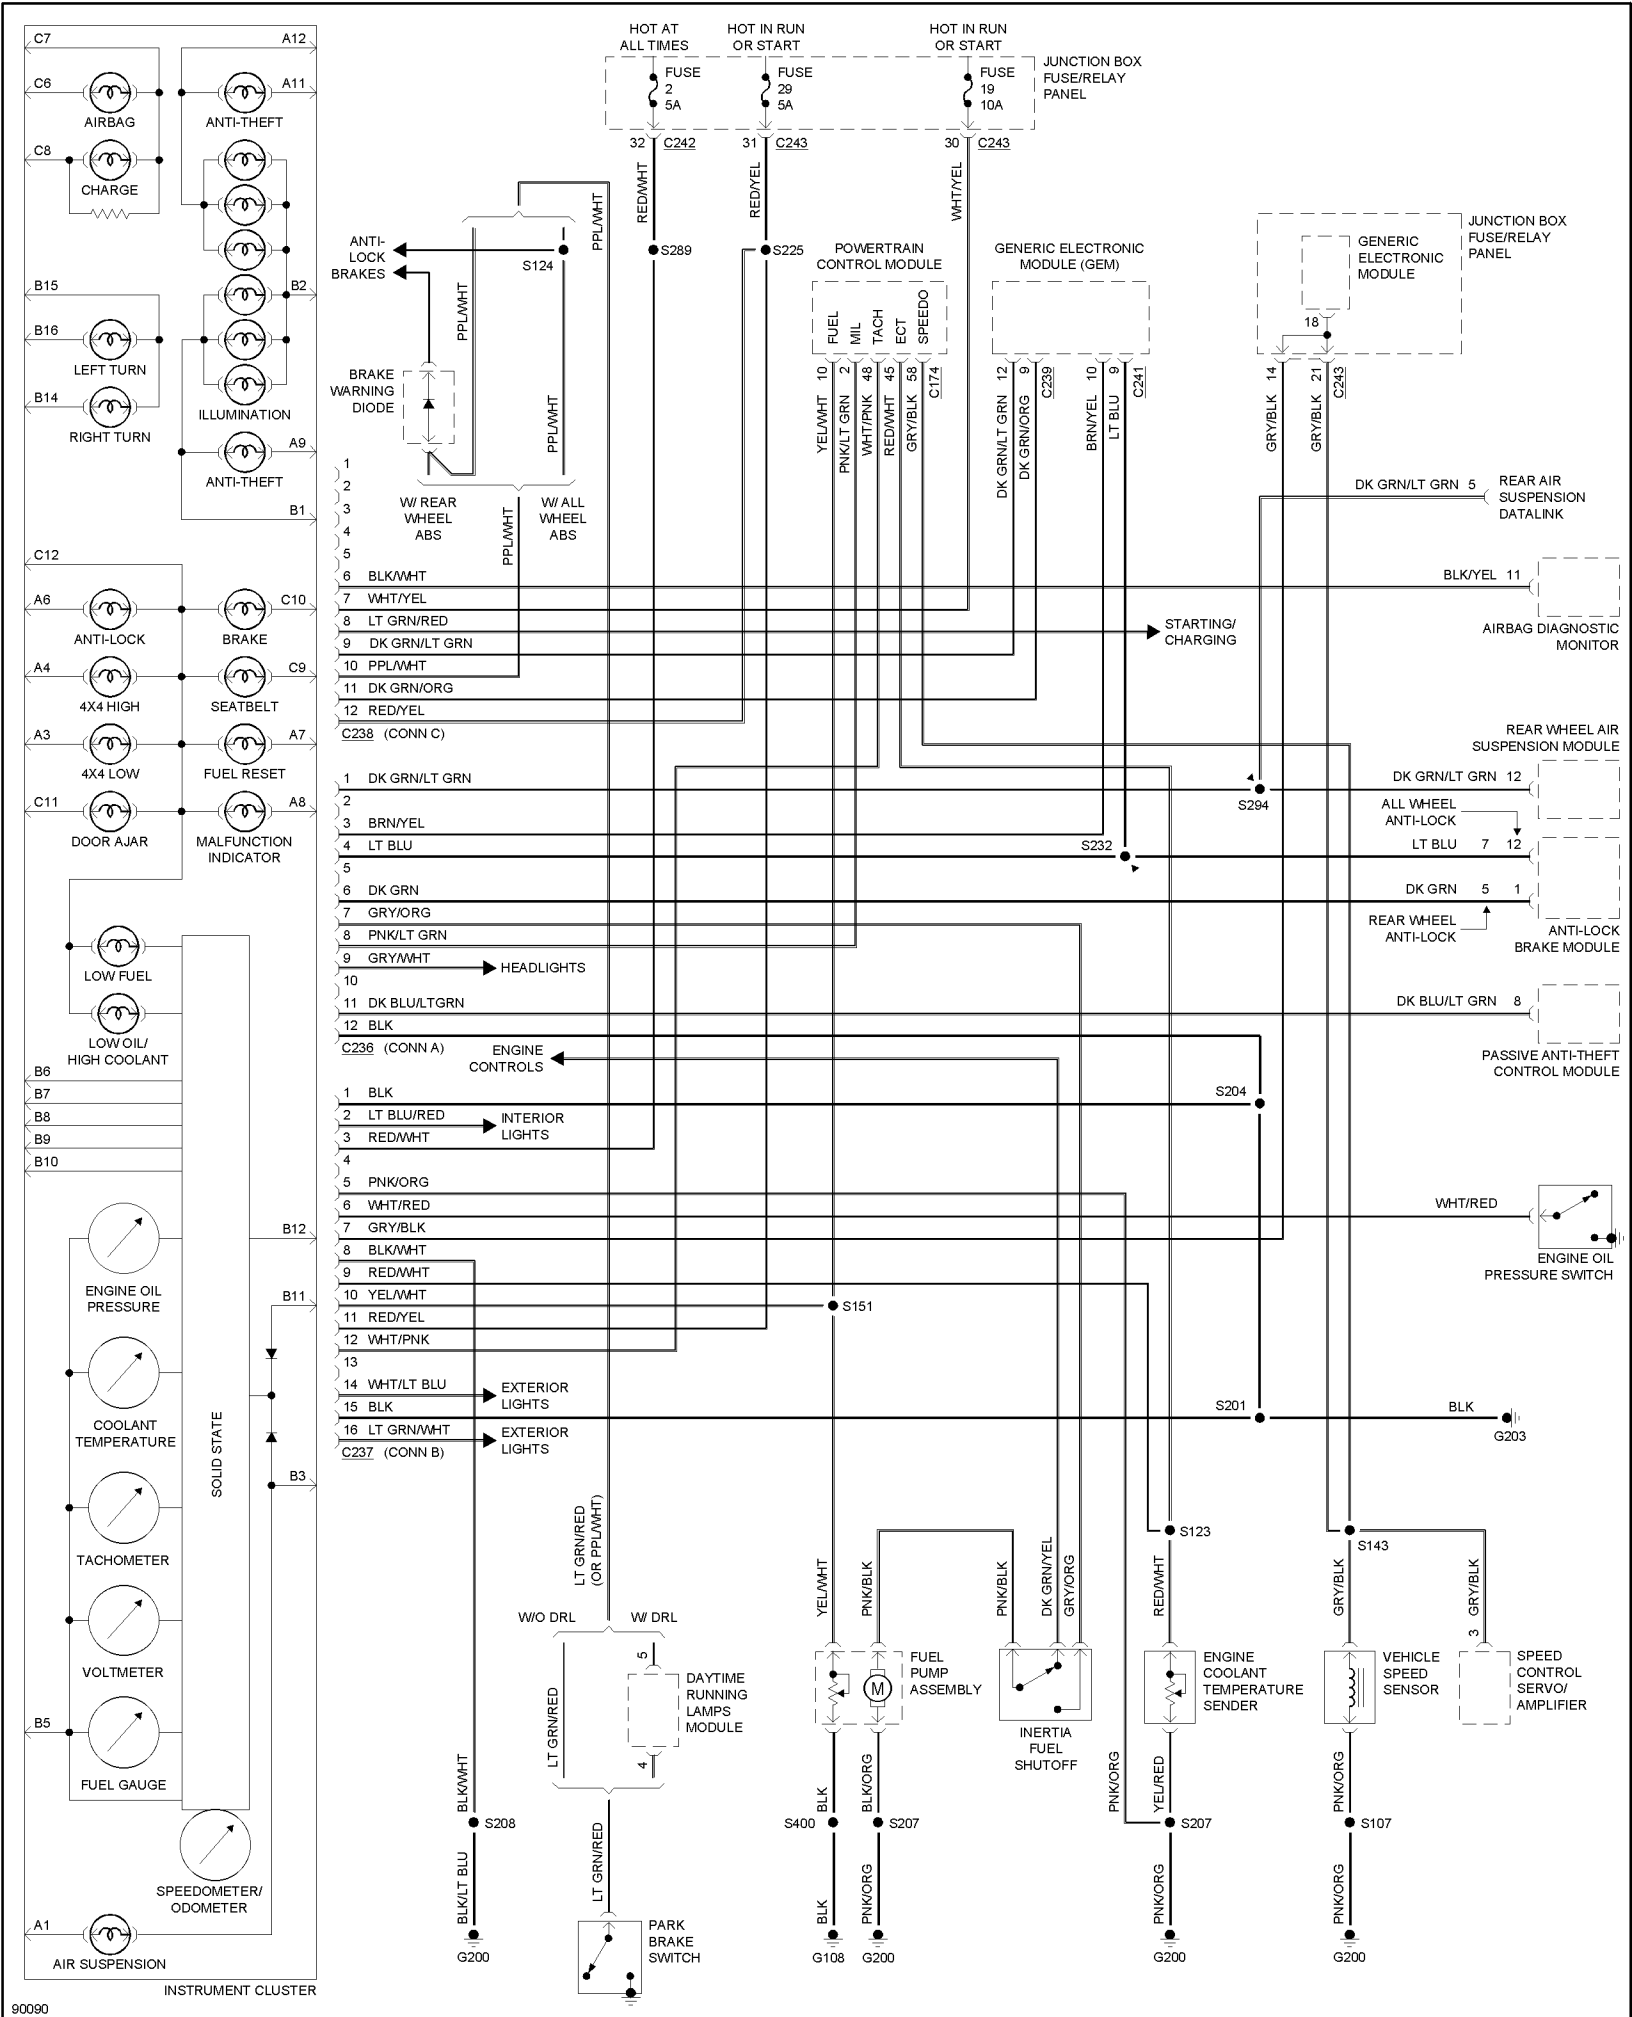 C7
A12
C6
A11
AIRBAG
ANTI-THEFT
C8
CHARGE
B15
B2
B16
LEFT TURN
B14
RIGHT TURN
ILLUMINATION
A9
ANTI-THEFT
B1
C12
A6
C10
ANTI-LOCK
BRAKE
A4
C9
4X4 HIGH
SEATBELT
A3
A7
4X4 LOW
FUEL RESET
C11
A8
DOOR AJAR
MALFUNCTION
INDICATOR
LOW FUEL
LOW OIL/
HIGH COOLANT
B6
B7
B8
B9
B10
B12
ENGINE OIL
PRESSURE
B11
COOLANT
TEMPERATURE
SOLID STATE
B3
TACHOMETER
VOLTMETER
B5
FUEL GAUGE
SPEEDOMETER/
ODOMETER
A1
AIR SUSPENSION
INSTRUMENT CLUSTER
90090
HOT AT
ALL TIMES
HOT IN RUN
OR START
HOT IN RUN
OR START
FUSE
2
5A
FUSE
29
5A
FUSE
19
10A
JUNCTION BOX
FUSE/RELAY
PANEL
32 C242
31 C243
30 C243
RED/WHT
RED/YEL
WHT/YEL
PPL/WHT
ANTI-
LOCK
BRAKES
S124
S289
S225
PPL/WHT
BRAKE
WARNING
DIODE
PPL/WHT
W/ REAR
WHEEL
ABS
W/ ALL
WHEEL
ABS
PPL/WHT
POWERTRAIN
CONTROL MODULE
FUEL
MIL
TACH
ECT
SPEEDO
10
2
48
45
58
C174
YEL/WHT
PNK/LT GRN
WHT/PNK
RED/WHT
GRY/BLK
GENERIC ELECTRONIC
MODULE (GEM)
12
9
C239
10
9
C241
DK GRN/LT GRN
DK GRN/ORG
BRN/YEL
LT BLU
JUNCTION BOX
FUSE/RELAY
PANEL
GENERIC
ELECTRONIC
MODULE
18
14
21
C243
GRY/BLK
GRY/BLK
DK GRN/LT GRN 5
REAR AIR
SUSPENSION
DATALINK
1
2
3
4
5
6 BLK/WHT
7 WHT/YEL
8 LT GRN/RED
9 DK GRN/LT GRN
10 PPL/WHT
11 DK GRN/ORG
12 RED/YEL
C238 (CONN C)
BLK/YEL 11
AIRBAG DIAGNOSTIC
MONITOR
STARTING/
CHARGING
1 DK GRN/LT GRN
2
3 BRN/YEL
4 LT BLU
5
6 DK GRN
7 GRY/ORG
8 PNK/LT GRN
9 GRY/WHT
HEADLIGHTS
10
11 DK BLU/LTGRN
12 BLK
C236 (CONN A)
ENGINE
CONTROLS
S294
S232
REAR WHEEL AIR
SUSPENSION MODULE
DK GRN/LT GRN 12
ALL WHEEL
ANTI-LOCK
LT BLU 7 12
DK GRN 5 1
REAR WHEEL
ANTI-LOCK
ANTI-LOCK
BRAKE MODULE
DK BLU/LT GRN 8
PASSIVE ANTI-THEFT
CONTROL MODULE
S204
1 BLK
2 LT BLU/RED
INTERIOR
LIGHTS
3 RED/WHT
4
5 PNK/ORG
6 WHT/RED
7 GRY/BLK
8 BLK/WHT
9 RED/WHT
10 YEL/WHT
11 RED/YEL
12 WHT/PNK
13
14 WHT/LT BLU
EXTERIOR
LIGHTS
15 BLK
16 LT GRN/WHT
EXTERIOR
LIGHTS
C237 (CONN B)
WHT/RED
ENGINE OIL
PRESSURE SWITCH
S151
S201
BLK
G203
LT GRN/RED
(OR PPL/WHT)
W/O DRL
W/ DRL
LT GRN/RED
5
DAYTIME
RUNNING
LAMPS
MODULE
4
BLK/WHT
S208
BLK/LT BLU
G200
LT GRN/RED
PARK
BRAKE
SWITCH
YEL/WHT
PNK/BLK
FUEL
PUMP
ASSEMBLY
M
BLK
BLK/ORG
S400
S207
BLK
PNK/ORG
G108
G200
PNK/BLK
DK GRN/YEL
GRY/ORG
INERTIA
FUEL
SHUTOFF
S123
RED/WHT
ENGINE
COOLANT
TEMPERATURE
SENDER
PNK/ORG
YEL/RED
S207
PNK/ORG
G200
S143
GRY/BLK
GRY/BLK
3
VEHICLE
SPEED
SENSOR
SPEED
CONTROL
SERVO/
AMPLIFIER
PNK/ORG
S107
PNK/ORG
G200